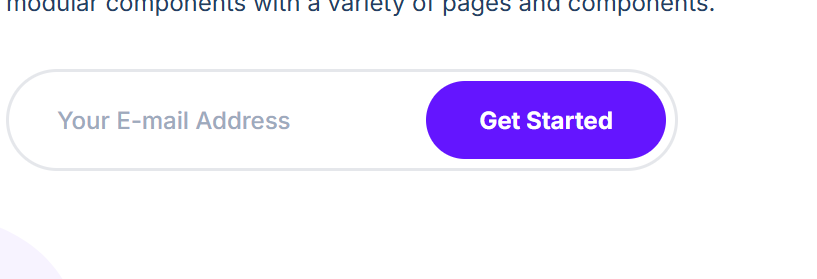 modular components with a variety of pages and components.
Your E-mail Address
Get Started